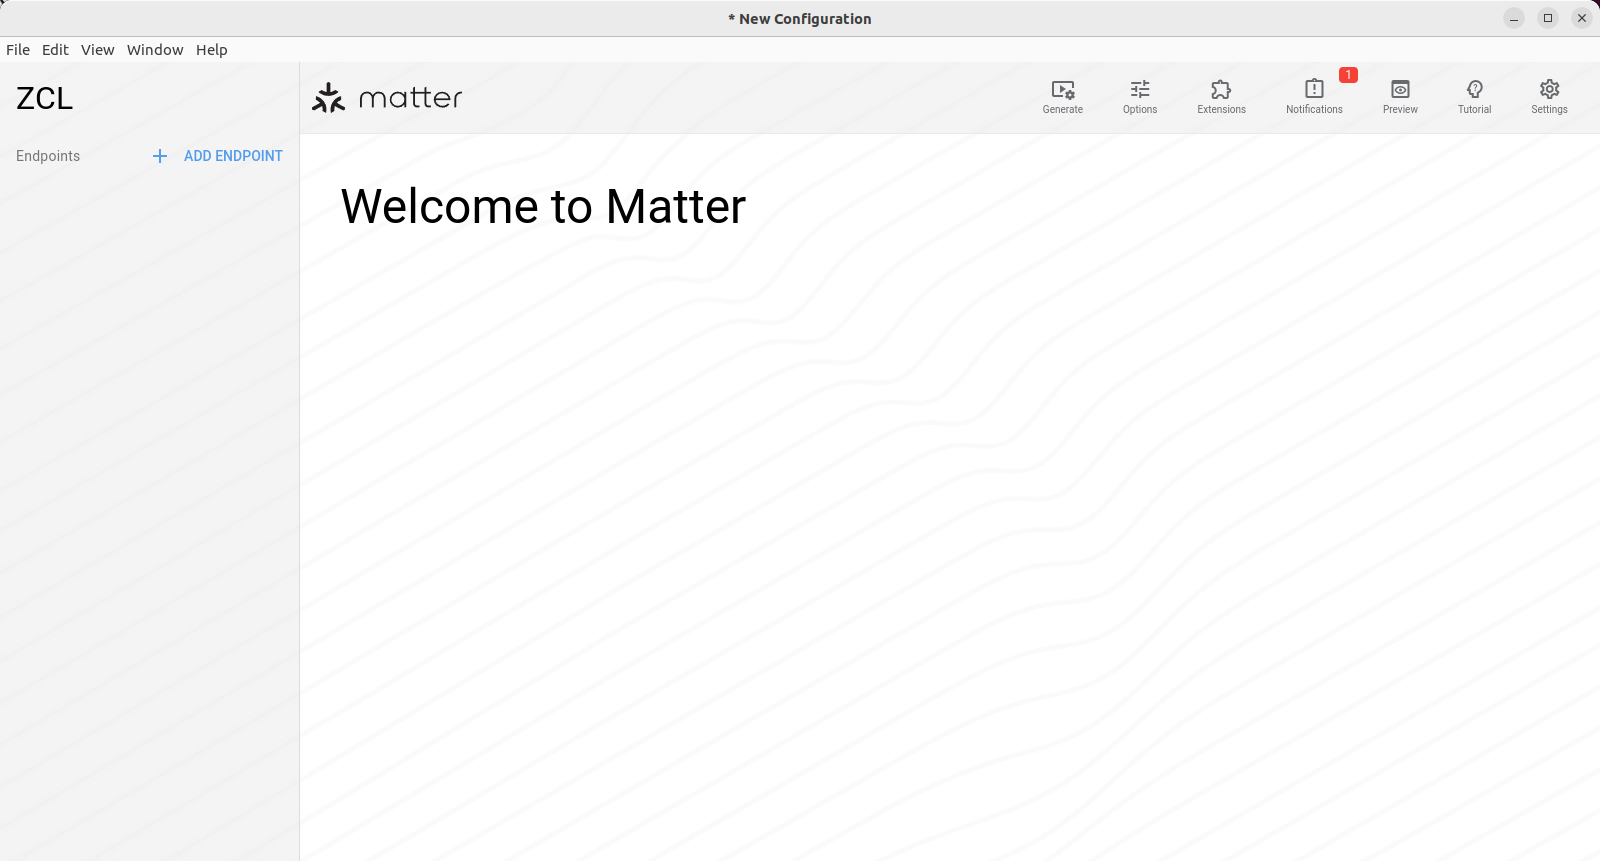 * New Configuration
File Edit View Window Help
ZCL
matter
Generate
Options
Extensions
1
Notifications
Preview
Tutorial
Settings
Endpoints
ADD ENDPOINT
Welcome to Matter